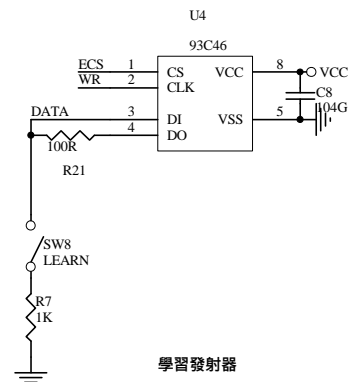 U4
93C46
ECS 1 CS VCC 8 VCC
WR 2 CLK
C8
104G
DATA 3 DI VSS 5
4 DO
100R
R21
SW8
LEARN
R7
1K
學習發射器